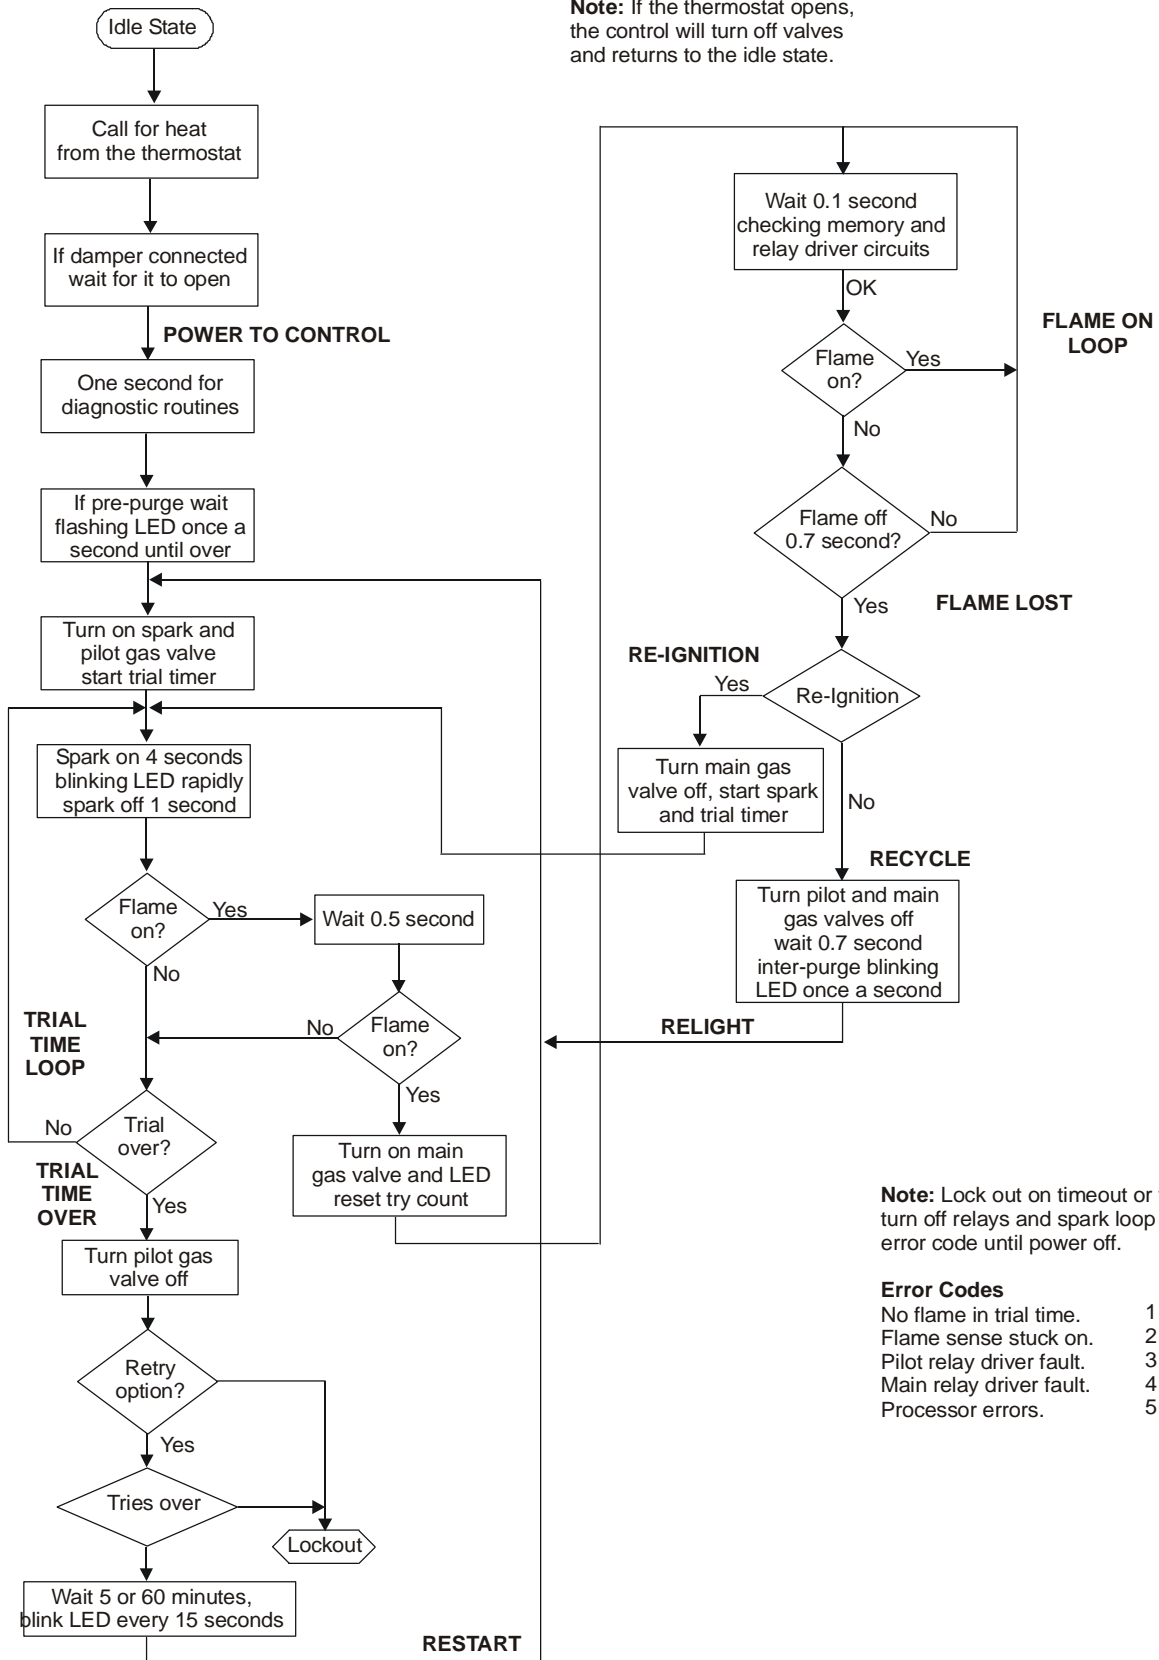 Idle State
Note: If the thermostat opens,
the control will turn off valves
and returns to the idle state.
Call for heat
from the thermostat
If damper connected
wait for it to open
POWER TO CONTROL
One second for
diagnostic routines
If pre-purge wait
flashing LED once a
second until over
Turn on spark and
pilot gas valve
start trial timer
Spark on 4 seconds
blinking LED rapidly
spark off 1 second
Flame
on?
Yes
Wait 0.5 second
No
Flame
on?
No
Yes
TRIAL
TIME
LOOP
Trial
over?
No
Turn on main
gas valve and LED
reset try count
TRIAL
TIME
OVER
Yes
Turn pilot gas
valve off
Retry
option?
Yes
Tries over
Lockout
Wait 5 or 60 minutes,
blink LED every 15 seconds
RESTART
Wait 0.1 second
checking memory and
relay driver circuits
OK
FLAME ON
LOOP
Flame
on?
Yes
No
Flame off
0.7 second?
No
Yes
FLAME LOST
RE-IGNITION
Yes
Re-Ignition
Turn main gas
valve off, start spark
and trial timer
No
RECYCLE
Turn pilot and main
gas valves off
wait 0.7 second
inter-purge blinking
LED once a second
RELIGHT
Note: Lock out on timeout or
turn off relays and spark loop
error code until power off.
Error Codes
No flame in trial time. 1
Flame sense stuck on. 2
Pilot relay driver fault. 3
Main relay driver fault. 4
Processor errors. 5